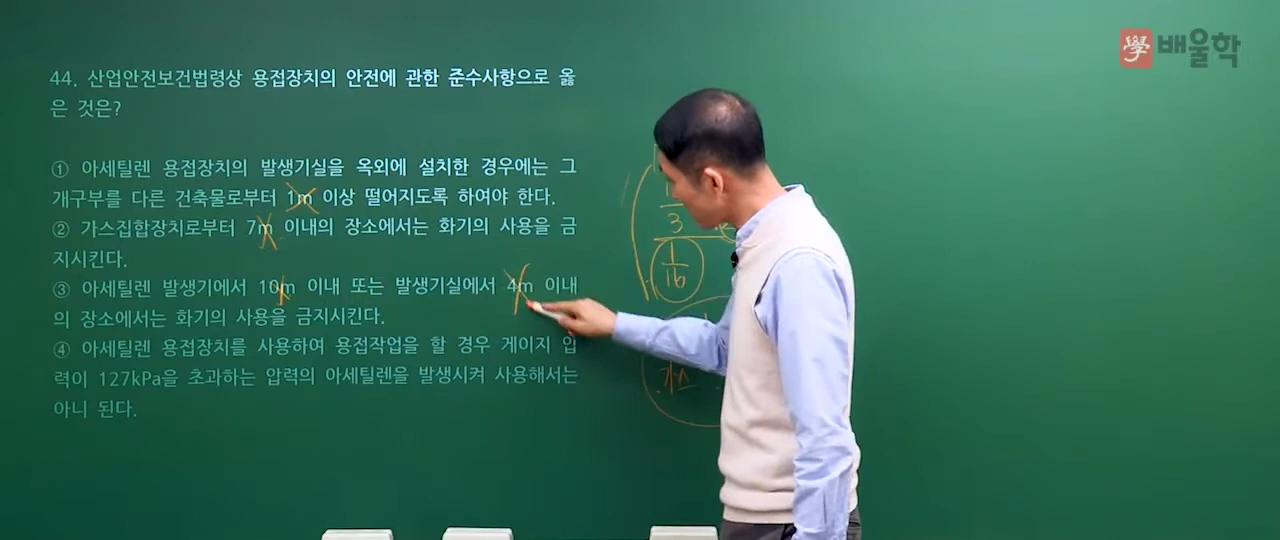 學 배울학
44. 산업안전보건법령상 용접장치의 안전에 관한 준수사항으로 옳
은 것은?
① 아세틸렌 용접장치의 발생기실을 옥외에 설치한 경우에는 그
개구부를 다른 건축물로부터 1m 이상 떨어지도록 하여야 한다.
② 가스집합장치로부터 7m 이내의 장소에서는 화기의 사용을 금
지시킨다.
③ 아세틸렌 발생기에서 10m 이내 또는 발생기실에서 4m 이내
의 장소에서는 화기의 사용을 금지시킨다.
④ 아세틸렌 용접장치를 사용하여 용접작업을 할 경우 게이지 압
력이 127kPa을 초과하는 압력의 아세틸렌을 발생시켜 사용해서는
아니 된다.
3
1
16